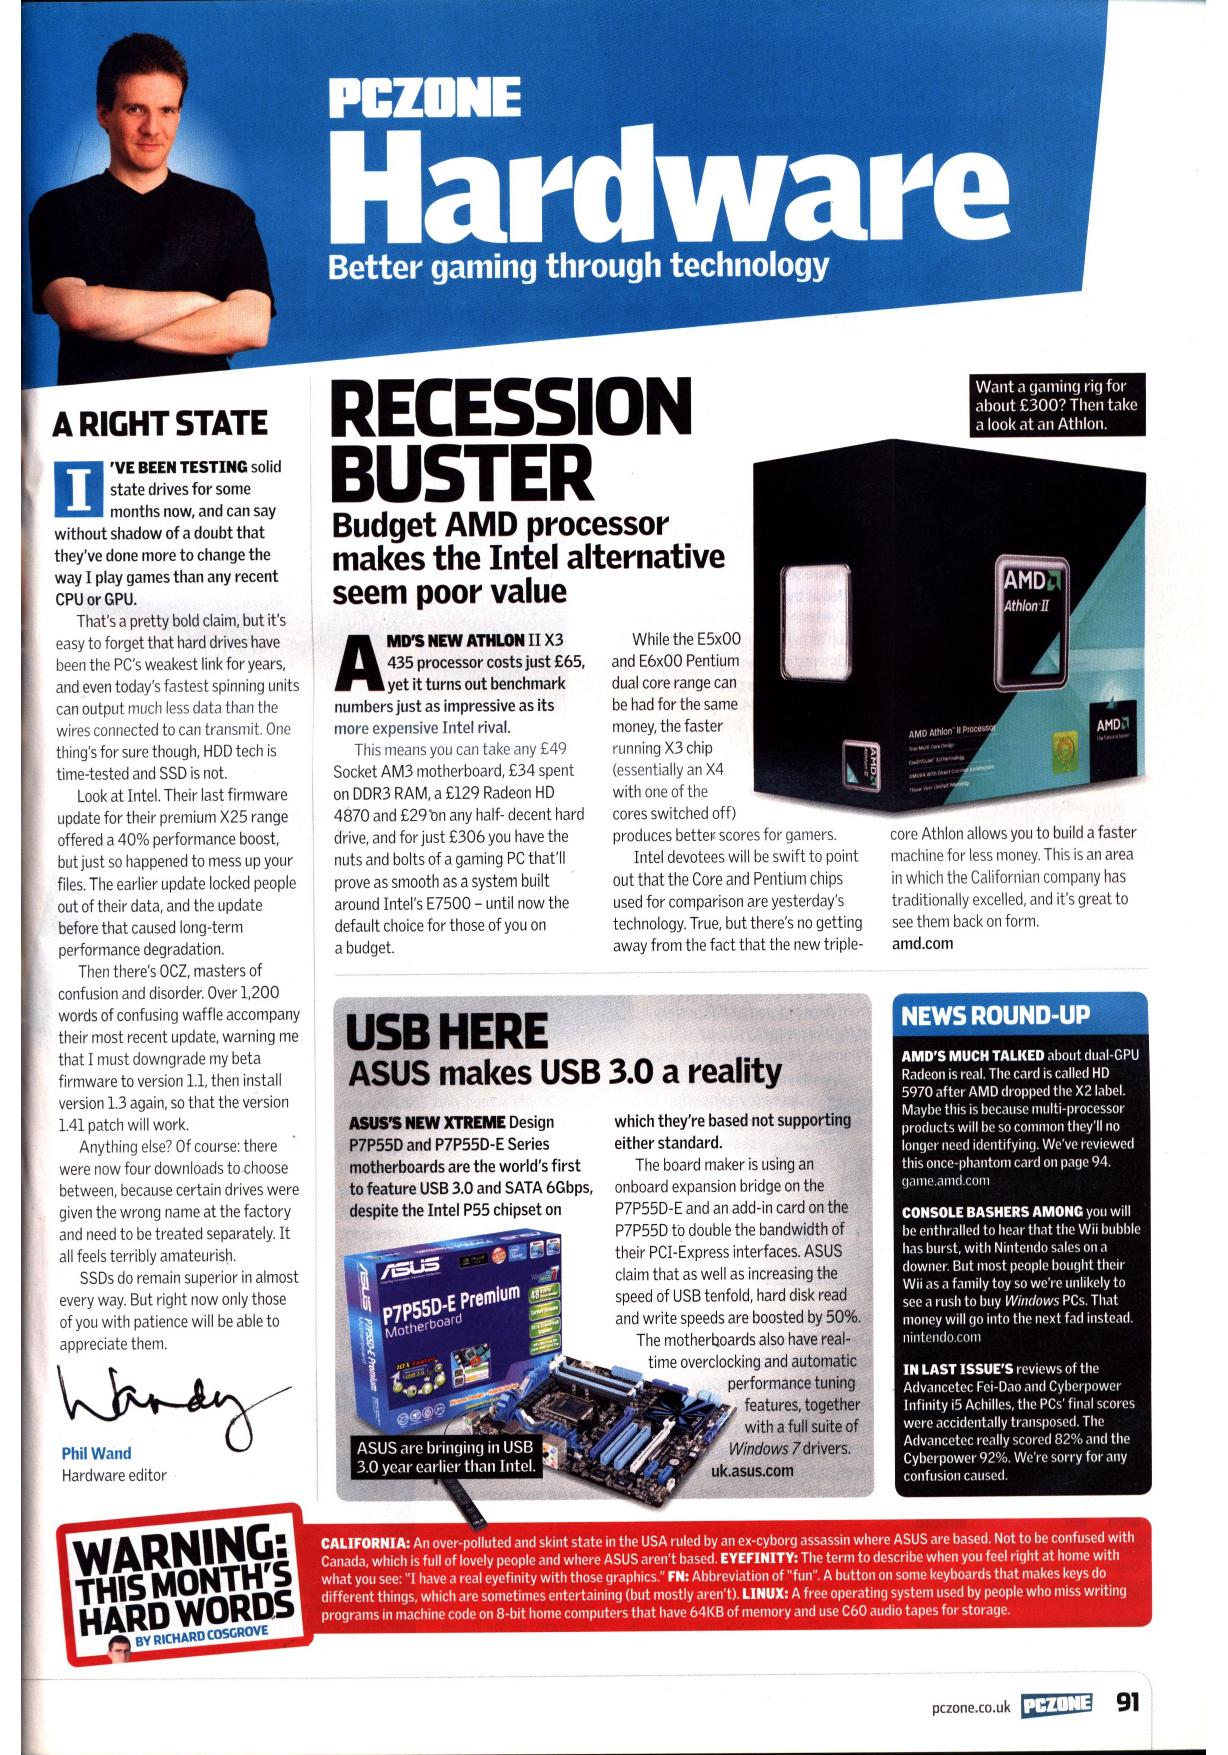 PCZONE
Hardware
Better gaming through technology
A RIGHT STATE
I'VE BEEN TESTING solid
state drives for some
months now, and can say
without shadow of a doubt that
they've done more to change the
way I play games than any recent
CPU or GPU.
That's a pretty bold claim, but it's
easy to forget that hard drives have
been the PC's weakest link for years,
and even today's fastest spinning units
can output much less data than the
wires connected to can transmit. One
thing's for sure though, HDD tech is
time-tested and SSD is not.
Look at Intel. Their last firmware
update for their premium X25 range
offered a 40% performance boost,
but just so happened to mess up your
files. The earlier update locked people
out of their data, and the update
before that caused long-term
performance degradation.
Then there's OCZ, masters of
confusion and disorder. Over 1,200
words of confusing waffle accompany
their most recent update, warning me
that I must downgrade my beta
firmware to version 1.1, then install
version 1.3 again, so that the version
1.41 patch will work.
Anything else? Of course: there
were now four downloads to choose
between, because certain drives were
given the wrong name at the factory
and need to be treated separately. It
all feels terribly amateurish.
SSDs do remain superior in almost
every way. But right now only those
of you with patience will be able to
appreciate them.
Wandy
Phil Wand
Hardware editor
RECESSION
BUSTER
Budget AMD processor
makes the Intel alternative
seem poor value
AMD'S NEW ATHLON II X3
435 processor costs just £65,
yet it turns out benchmark
numbers just as impressive as its
more expensive Intel rival.
This means you can take any £49
Socket AM3 motherboard, £34 spent
on DDR3 RAM, a £129 Radeon HD
4870 and £29 on any half- decent hard
drive, and for just £306 you have the
nuts and bolts of a gaming PC that'll
prove as smooth as a system built
around Intel's E7500 – until now the
default choice for those of you on
a budget.
While the E5x00
and E6x00 Pentium
dual core range can
be had for the same
money, the faster
running X3 chip
(essentially an X4
with one of the
cores switched off)
produces better scores for gamers.
Intel devotees will be swift to point
out that the Core and Pentium chips
used for comparison are yesterday's
technology. True, but there's no getting
away from the fact that the new triple-
core Athlon allows you to build a faster
machine for less money. This is an area
in which the Californian company has
traditionally excelled, and it's great to
see them back on form.
amd.com
Want a gaming rig for
about £300? Then take
a look at an Athlon.
AMD
Athlon II
AMD Athlon II Processor
True Multi-Core Design
AMD64 With Direct Connect Architecture
Three-Year Limited Warranty
AMD
Athlon II
AMD
USB HERE
ASUS makes USB 3.0 a reality
ASUS'S NEW XTREME Design
P7P55D and P7P55D-E Series
motherboards are the world's first
to feature USB 3.0 and SATA 6Gbps,
despite the Intel P55 chipset on
which they're based not supporting
either standard.
The board maker is using an
onboard expansion bridge on the
P7P55D-E and an add-in card on the
P7P55D to double the bandwidth of
their PCI-Express interfaces. ASUS
claim that as well as increasing the
speed of USB tenfold, hard disk read
and write speeds are boosted by 50%.
The motherboards also have real-
time overclocking and automatic
performance tuning
features, together
with a full suite of
Windows 7 drivers.
uk.asus.com
ASUS
P7P55D-E Premium
Motherboard
ASUS
P7P55D-E Premium
ASUS are bringing in USB
3.0 year earlier than Intel.
NEWS ROUND-UP
AMD'S MUCH TALKED about dual-GPU
Radeon is real. The card is called HD
5970 after AMD dropped the X2 label.
Maybe this is because multi-processor
products will be so common they'll no
longer need identifying. We've reviewed
this once-phantom card on page 94.
game.amd.com
CONSOLE BASHERS AMONG you will
be enthralled to hear that the Wii bubble
has burst, with Nintendo sales on a
downer. But most people bought their
Wii as a family toy so we're unlikely to
see a rush to buy Windows PCs. That
money will go into the next fad instead.
nintendo.com
IN LAST ISSUE'S reviews of the
Advancetec Fei-Dao and Cyberpower
Infinity i5 Achilles, the PCs' final scores
were accidentally transposed. The
Advancetec really scored 82% and the
Cyberpower 92%. We're sorry for any
confusion caused.
WARNING:
THIS MONTH'S
HARD WORDS
BY RICHARD COSGROVE
CALIFORNIA: An over-polluted and skint state in the USA ruled by an ex-cyborg assassin where ASUS are based. Not to be confused with
Canada, which is full of lovely people and where ASUS aren't based. EYEFINITY: The term to describe when you feel right at home with
what you see: "I have a real eyefinity with those graphics." FN: Abbreviation of "fun". A button on some keyboards that makes keys do
different things, which are sometimes entertaining (but mostly aren't). LINUX: A free operating system used by people who miss writing
programs in machine code on 8-bit home computers that have 64KB of memory and use C60 audio tapes for storage.
pczone.co.uk PCZONE 91